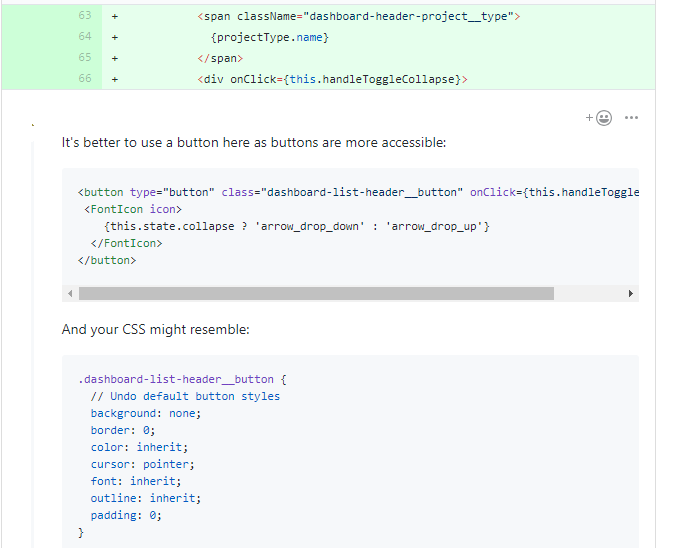 63 + <span className="dashboard-header-project__type">
64 + {projectType.name}
65 + </span>
66 + <div onClick={this.handleToggleCollapse}>
It's better to use a button here as buttons are more accessible:
<button type="button" class="dashboard-list-header__button" onClick={this.handleToggle
<FontIcon icon>
{this.state.collapse ? 'arrow_drop_down' : 'arrow_drop_up'}
</FontIcon>
</button>
And your CSS might resemble:
.dashboard-list-header__button {
// Undo default button styles
background: none;
border: 0;
color: inherit;
cursor: pointer;
font: inherit;
outline: inherit;
padding: 0;
}